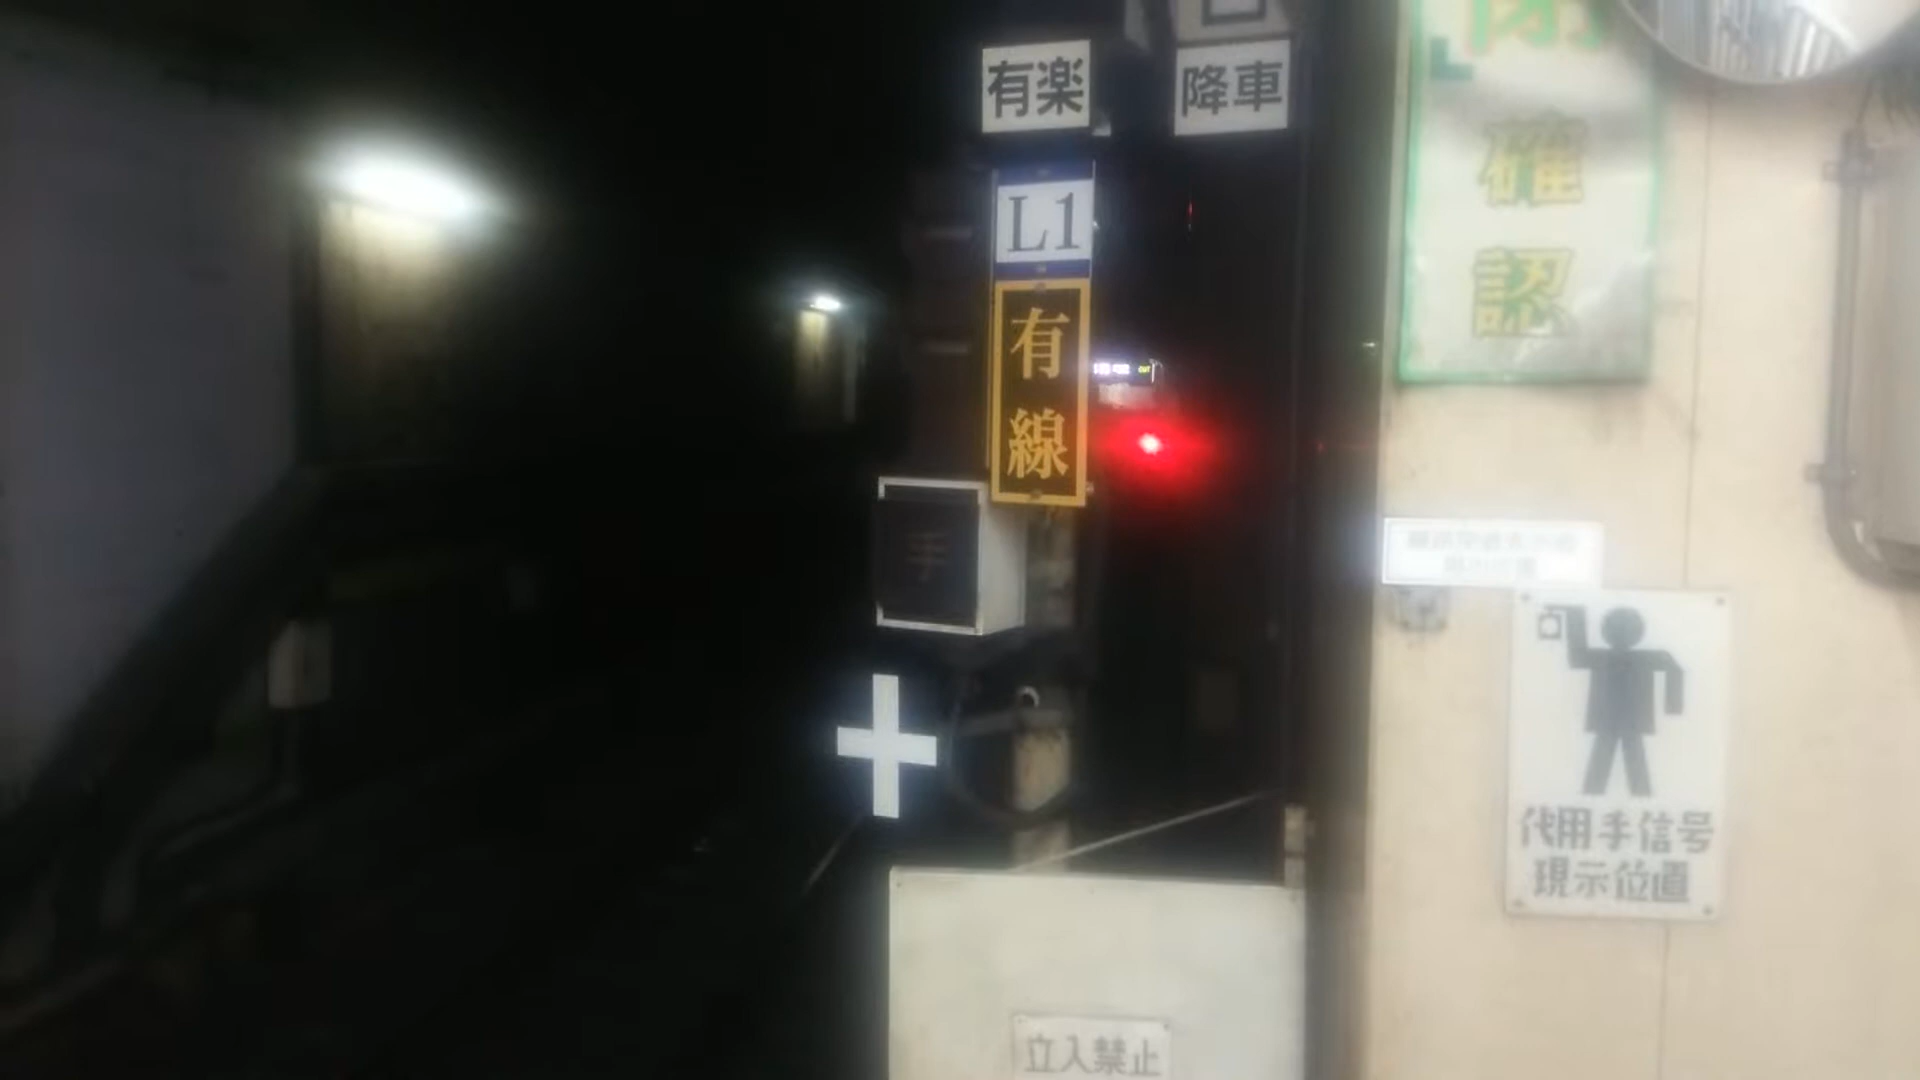 有楽
降車
L1
有
線
手
確
認
代用手信号
現示位置
立入禁止